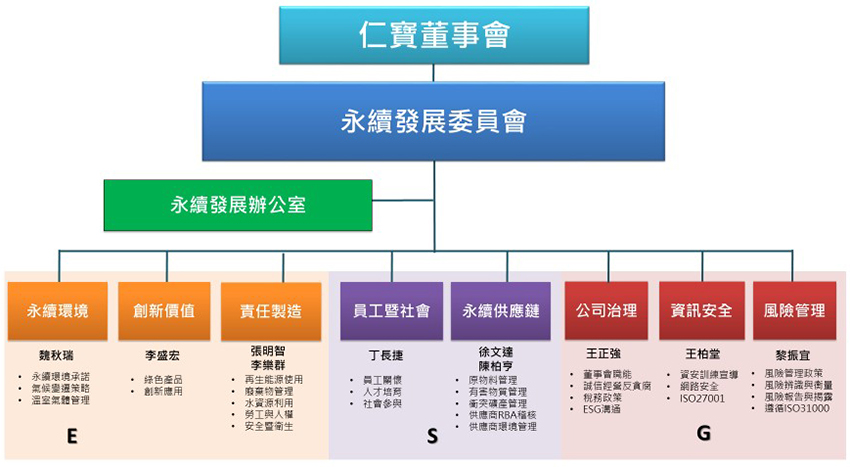 仁寶董事會
永續發展委員會
永續發展辦公室
永續環境
魏秋瑞
• 永續環境承諾
• 氣候變遷策略
• 溫室氣體管理
創新價值
李盛宏
• 綠色產品
• 創新應用
責任製造
張明智
李樂群
• 再生能源使用
• 廢棄物管理
• 水資源利用
• 勞工與人權
• 安全暨衛生
E
員工暨社會
丁長捷
• 員工關懷
• 人才培育
• 社會參與
永續供應鏈
徐文達
陳柏亨
• 原物料管理
• 有害物質管理
• 衝突礦產管理
• 供應商RBA稽核
• 供應商環境管理
S
公司治理
王正強
• 董事會職能
• 誠信經營反貪腐
• 稅務政策
• ESG溝通
資訊安全
王柏堂
• 資安訓練宣導
• 網路安全
• ISO27001
風險管理
黎振宜
• 風險管理政策
• 風險辨識與衡量
• 風險報告與揭露
• 遵循ISO31000
G